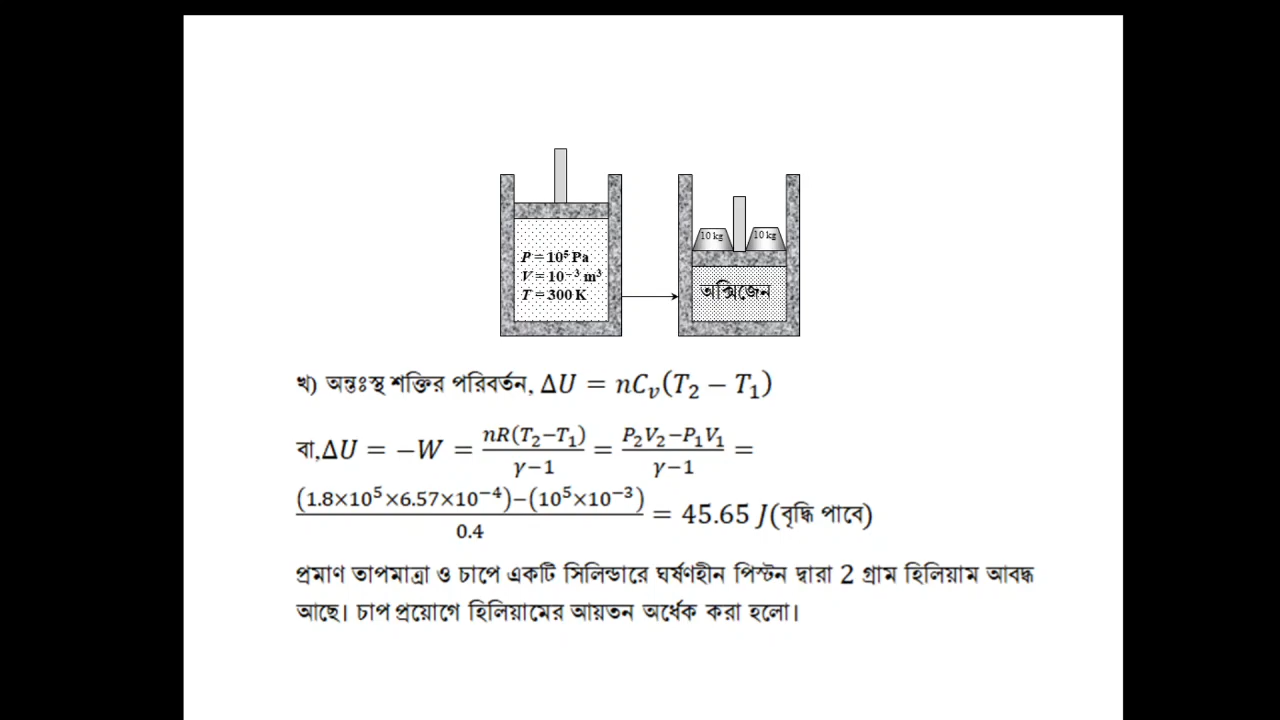 P = 10⁵ Pa
V = 10⁻³ m³
T = 300 K
10 kg 10 kg
অক্সিজেন
খ) অন্তঃস্থ শক্তির পরিবর্তন, ΔU = nCᵥ(T₂ − T₁)
বা,ΔU = −W = nR(T₂−T₁)/γ−1 = P₂V₂−P₁V₁/γ−1 =
(1.8×10⁵×6.57×10⁻⁴)−(10⁵×10⁻³)/0.4 = 45.65 J(বৃদ্ধি পাবে)
প্রমাণ তাপমাত্রা ও চাপে একটি সিলিন্ডারে ঘর্ষণহীন পিস্টন দ্বারা 2 গ্রাম হিলিয়াম আবদ্ধ
আছে। চাপ প্রয়োগে হিলিয়ামের আয়তন অর্ধেক করা হলো।